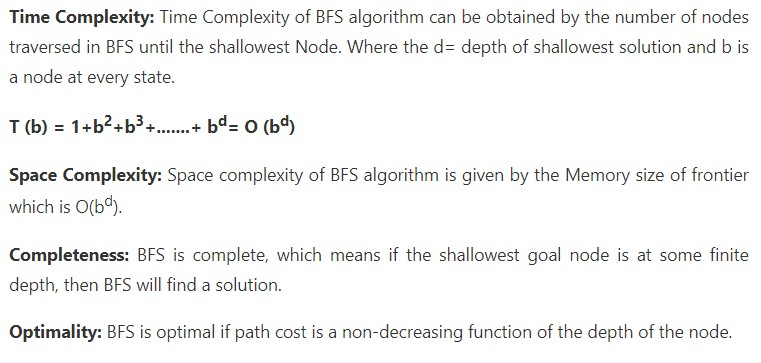 Time Complexity: Time Complexity of BFS algorithm can be obtained by the number of nodes
traversed in BFS until the shallowest Node. Where the d= depth of shallowest solution and b is
a node at every state.
T (b) = 1+b²+b³+.......+ bᵈ= O (bᵈ)
Space Complexity: Space complexity of BFS algorithm is given by the Memory size of frontier
which is O(bᵈ).
Completeness: BFS is complete, which means if the shallowest goal node is at some finite
depth, then BFS will find a solution.
Optimality: BFS is optimal if path cost is a non-decreasing function of the depth of the node.